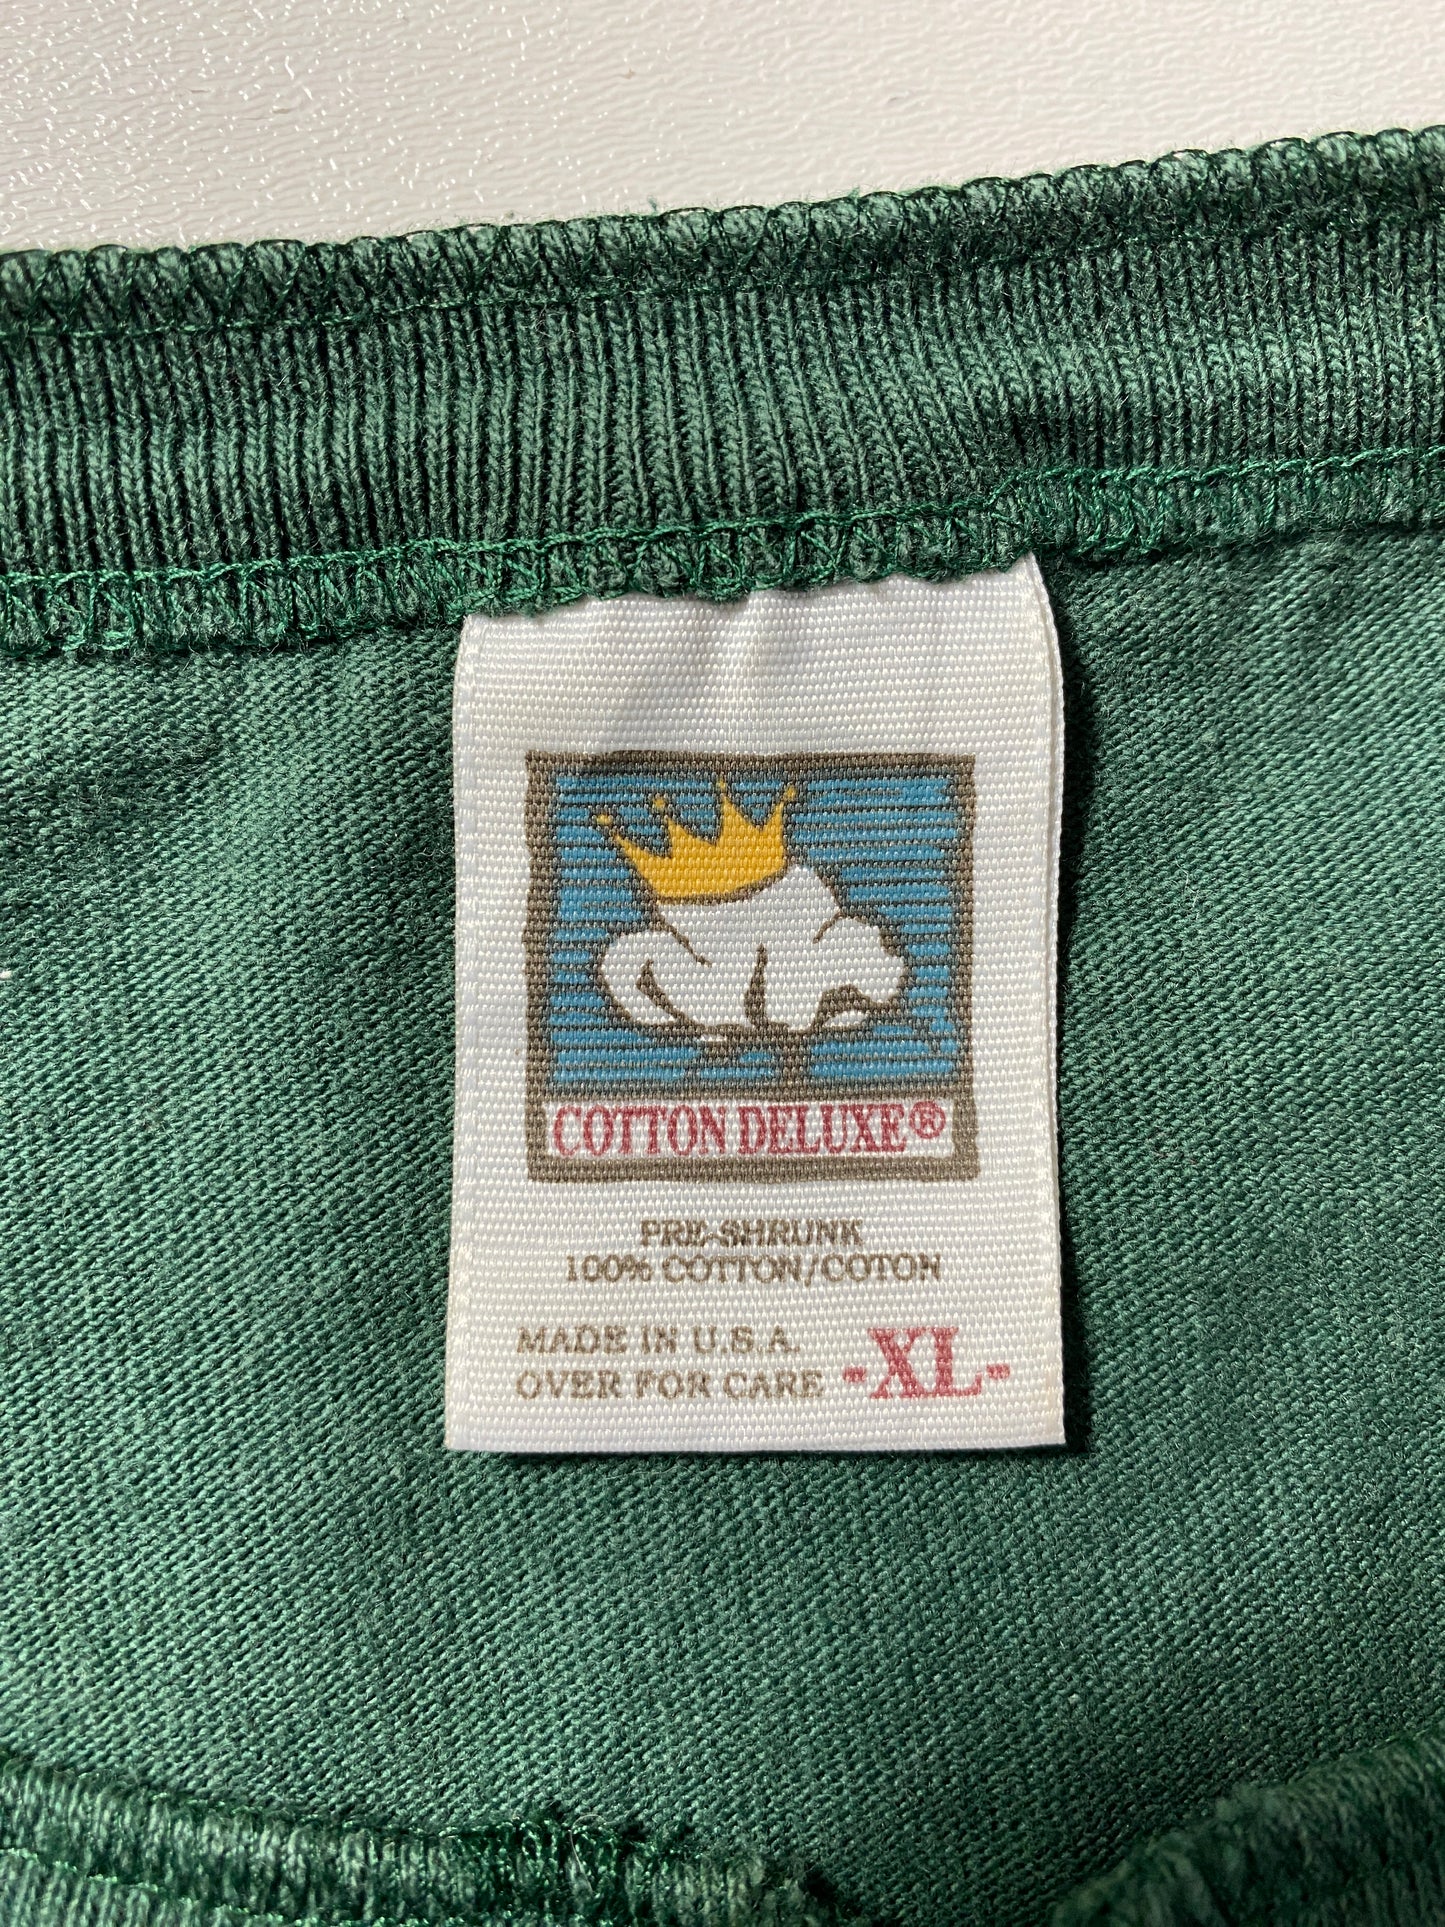 COTTON DELUXE®
PRE-SHRUNK
100% COTTON/COTON
MADE IN U.S.A.
OVER FOR CARE -XL-